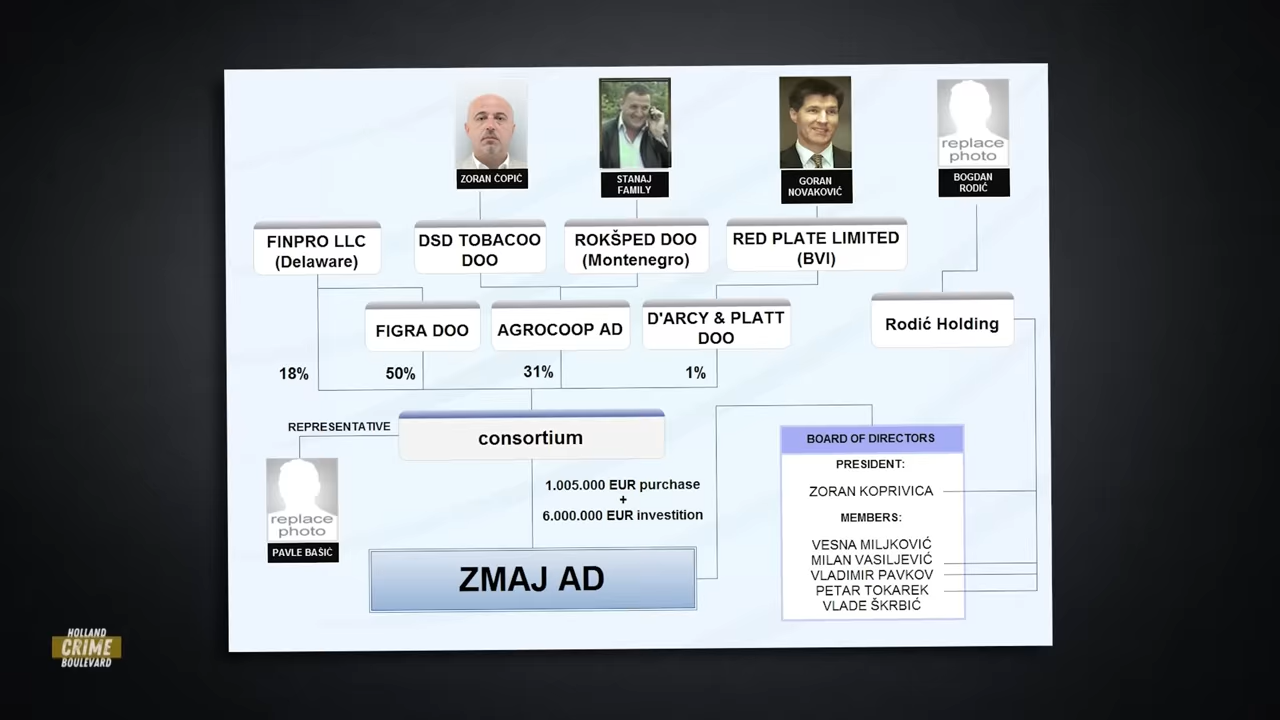 replace
photo
ZORAN ĆOPIĆ
STANAJ
FAMILY
GORAN
NOVAKOVIĆ
BOGDAN
RODIĆ
FINPRO LLC
(Delaware)
DSD TOBACOO
DOO
ROKŠPED DOO
(Montenegro)
RED PLATE LIMITED
(BVI)
FIGRA DOO
AGROCOOP AD
D'ARCY & PLATT
DOO
Rodić Holding
18%
50%
31%
1%
REPRESENTATIVE
consortium
replace
photo
PAVLE BAŠIĆ
1.005.000 EUR purchase
+
6.000.000 EUR investition
ZMAJ AD
BOARD OF DIRECTORS
PRESIDENT:
ZORAN KOPRIVICA
MEMBERS:
VESNA MILJKOVIĆ
MILAN VASILJEVIĆ
VLADIMIR PAVKOV
PETAR TOKAREK
VLADE ŠKRBIĆ
HOLLAND
CRIME
BOULEVARD